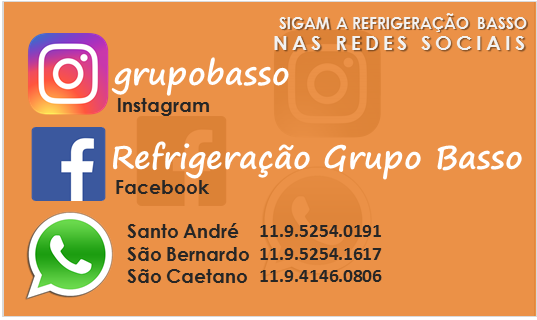 SIGAM A REFRIGERAÇÃO BASSO
NAS REDES SOCIAIS
grupobasso
Instagram
Refrigeração Grupo Basso
Facebook
Santo André 11.9.5254.0191
São Bernardo 11.9.5254.1617
São Caetano 11.9.4146.0806